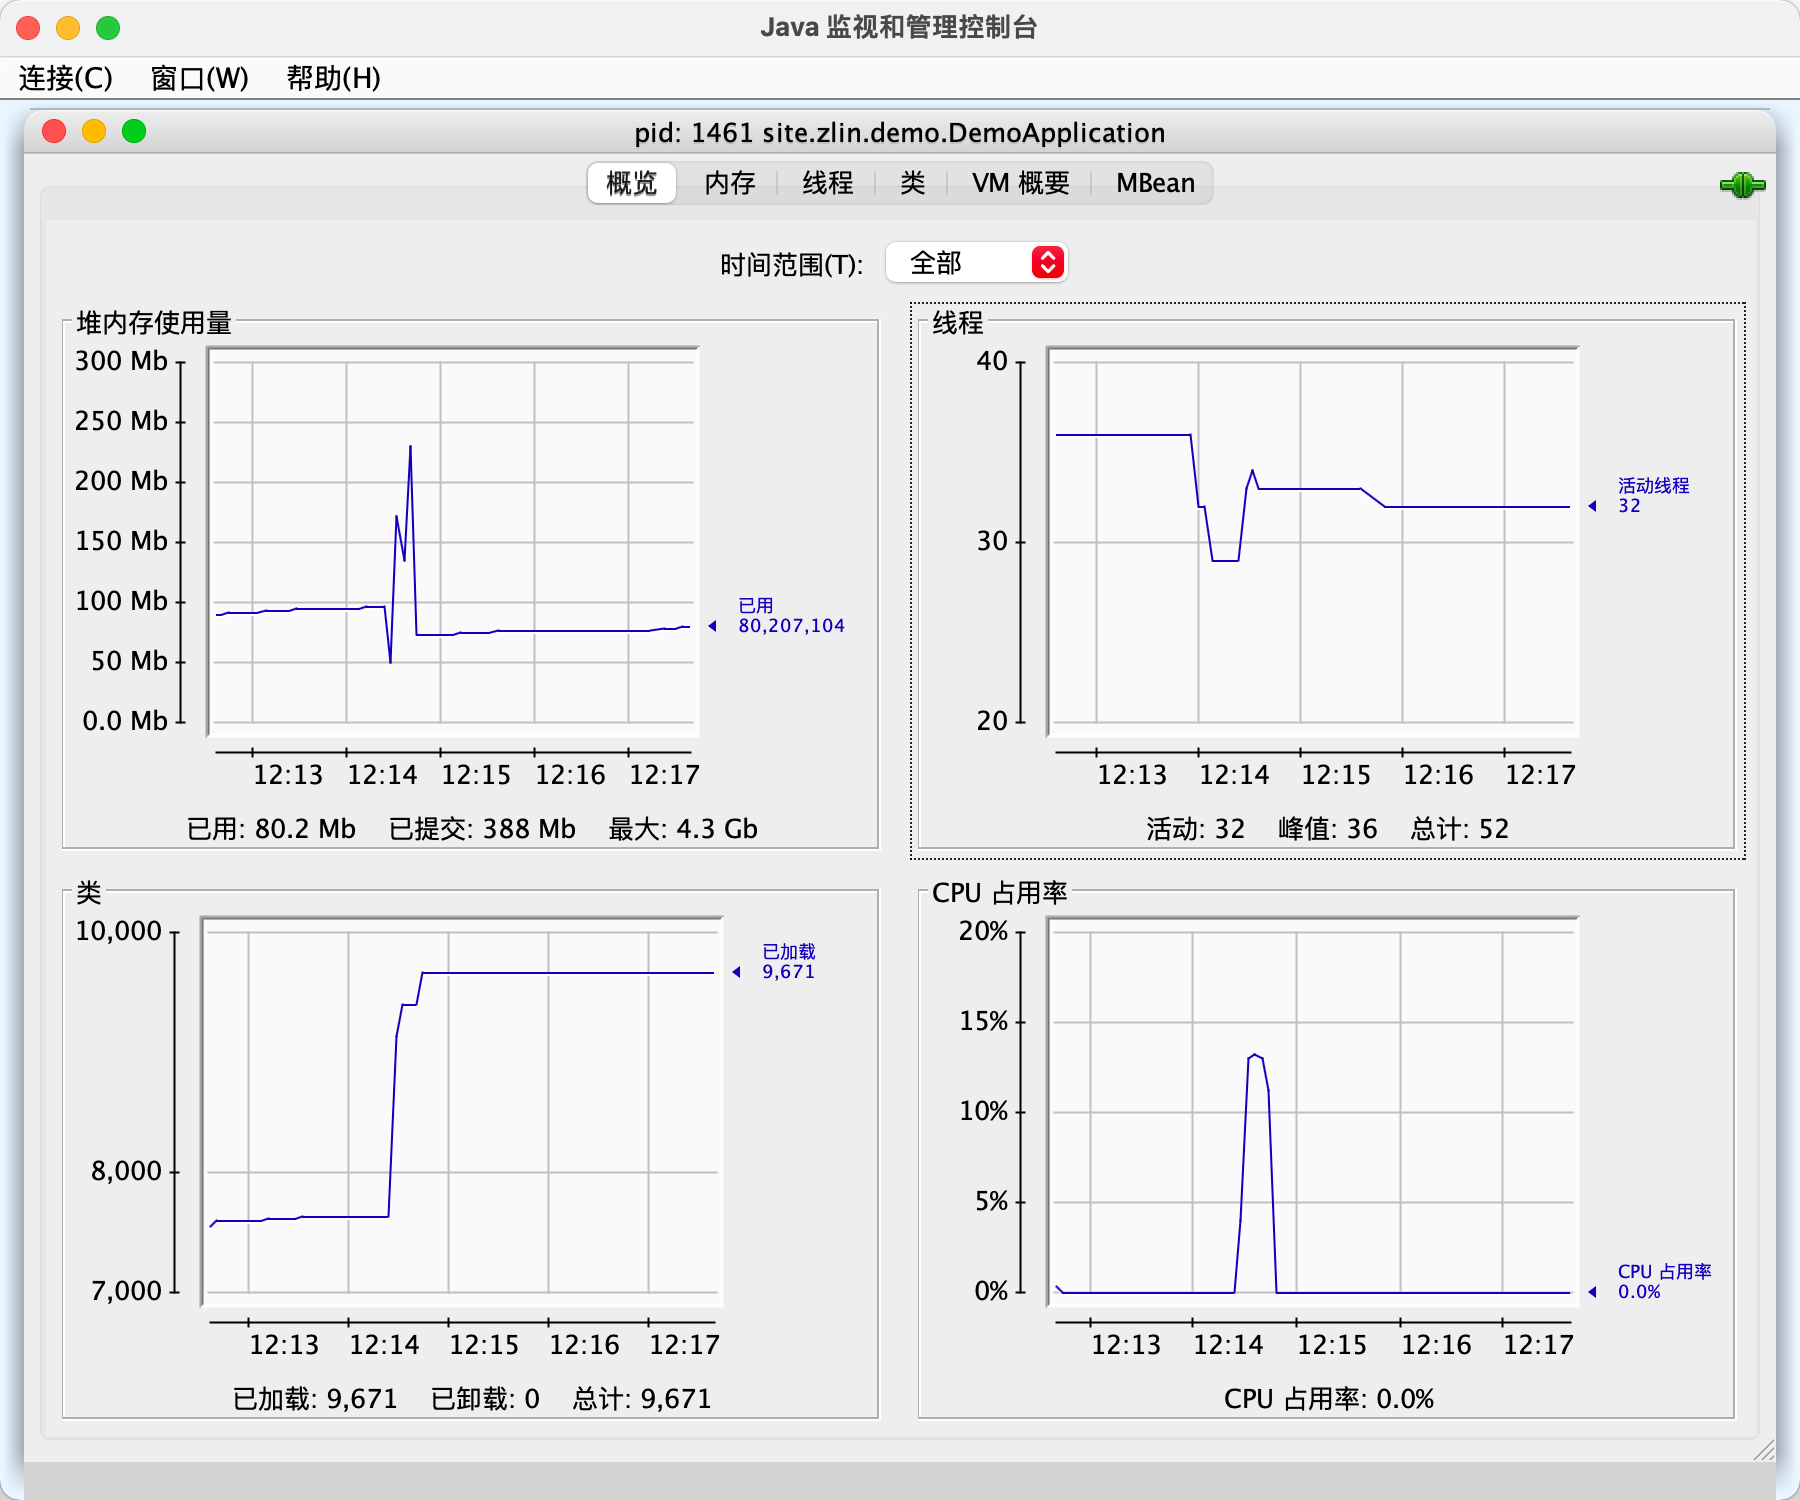 Java 监视和管理控制台
连接(C) 窗口(W) 帮助(H)
pid: 1461 site.zlin.demo.DemoApplication
概览 内存 线程 类 VM 概要 MBean
时间范围(T): 全部
堆内存使用量
300 Mb
250 Mb
200 Mb
150 Mb
100 Mb
50 Mb
0.0 Mb
已用
80,207,104
12:13 12:14 12:15 12:16 12:17
已用: 80.2 Mb 已提交: 388 Mb 最大: 4.3 Gb
线程
40
30
20
活动线程
32
12:13 12:14 12:15 12:16 12:17
活动: 32 峰值: 36 总计: 52
类
10,000
8,000
7,000
已加载
9,671
12:13 12:14 12:15 12:16 12:17
已加载: 9,671 已卸载: 0 总计: 9,671
CPU 占用率
20%
15%
10%
5%
0%
CPU 占用率
0.0%
12:13 12:14 12:15 12:16 12:17
CPU 占用率: 0.0%